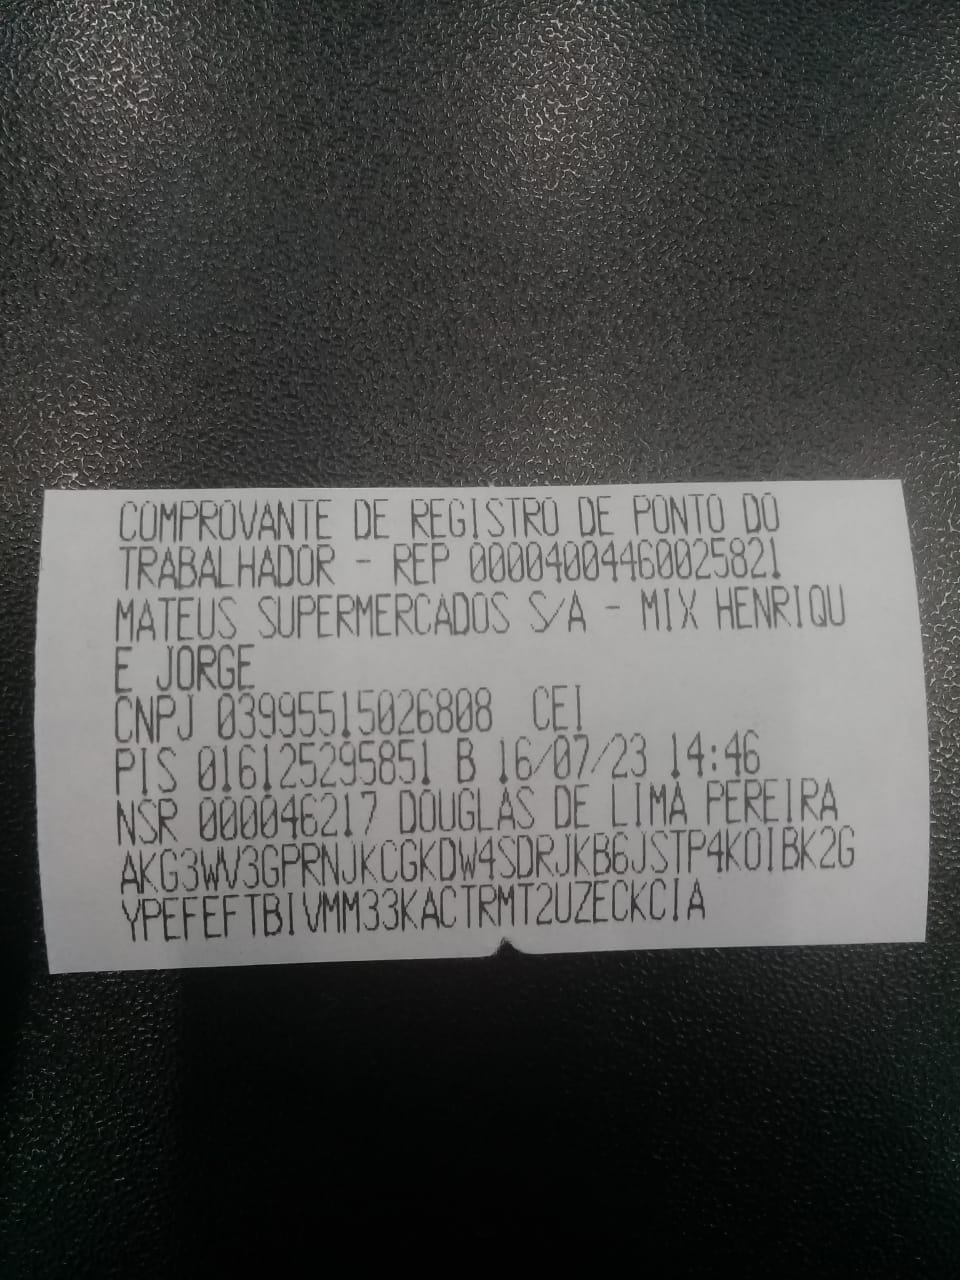 COMPROVANTE DE REGISTRO DE PONTO DO
TRABALHADOR - REP 00004004460025821
MATEUS SUPERMERCADOS S/A - MIX HENRIQU
E JORGE
CNPJ 03995515026808 CEI
PIS 016125295851 B 16/07/23 14:46
NSR 000046217 DOUGLAS DE LIMA PEREIRA
AKG3WV3GPRNJKCGKDW4SDRJKB6JSTP4KOIBK2G
YPEFEFTBIVMM33KACTRMT2UZECKCIA